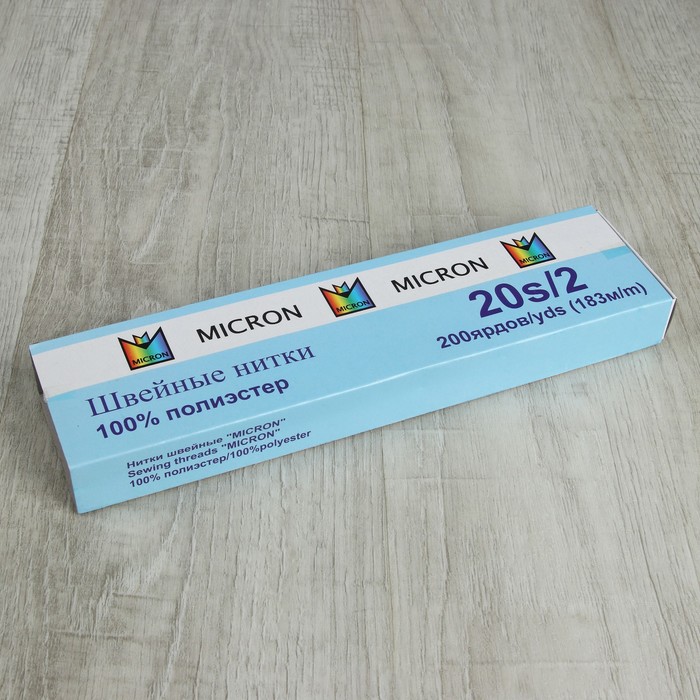 MICRON
MICRON
MICRON
MICRON
MICRON
Швейные нитки
100% полиэстер
20s/2
200ярдов/yds (183м/m)
Нитки швейные "MICRON"
Sewing threads "MICRON"
100% полиэстер/100%polyester